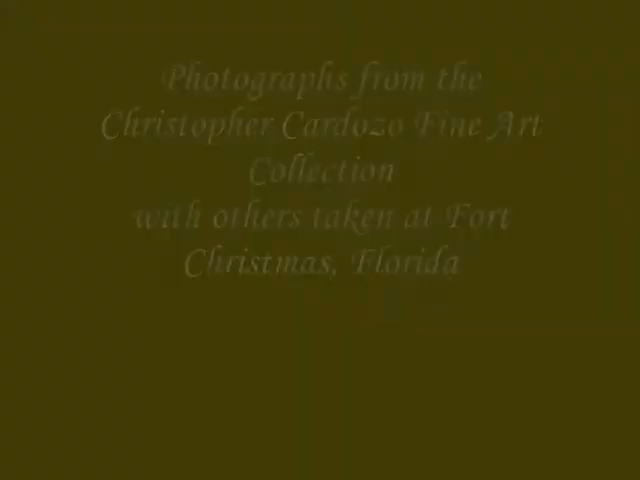 Photographs from the
Christopher Cardozo Fine Art
Collection
with others taken at Fort
Christmas, Florida